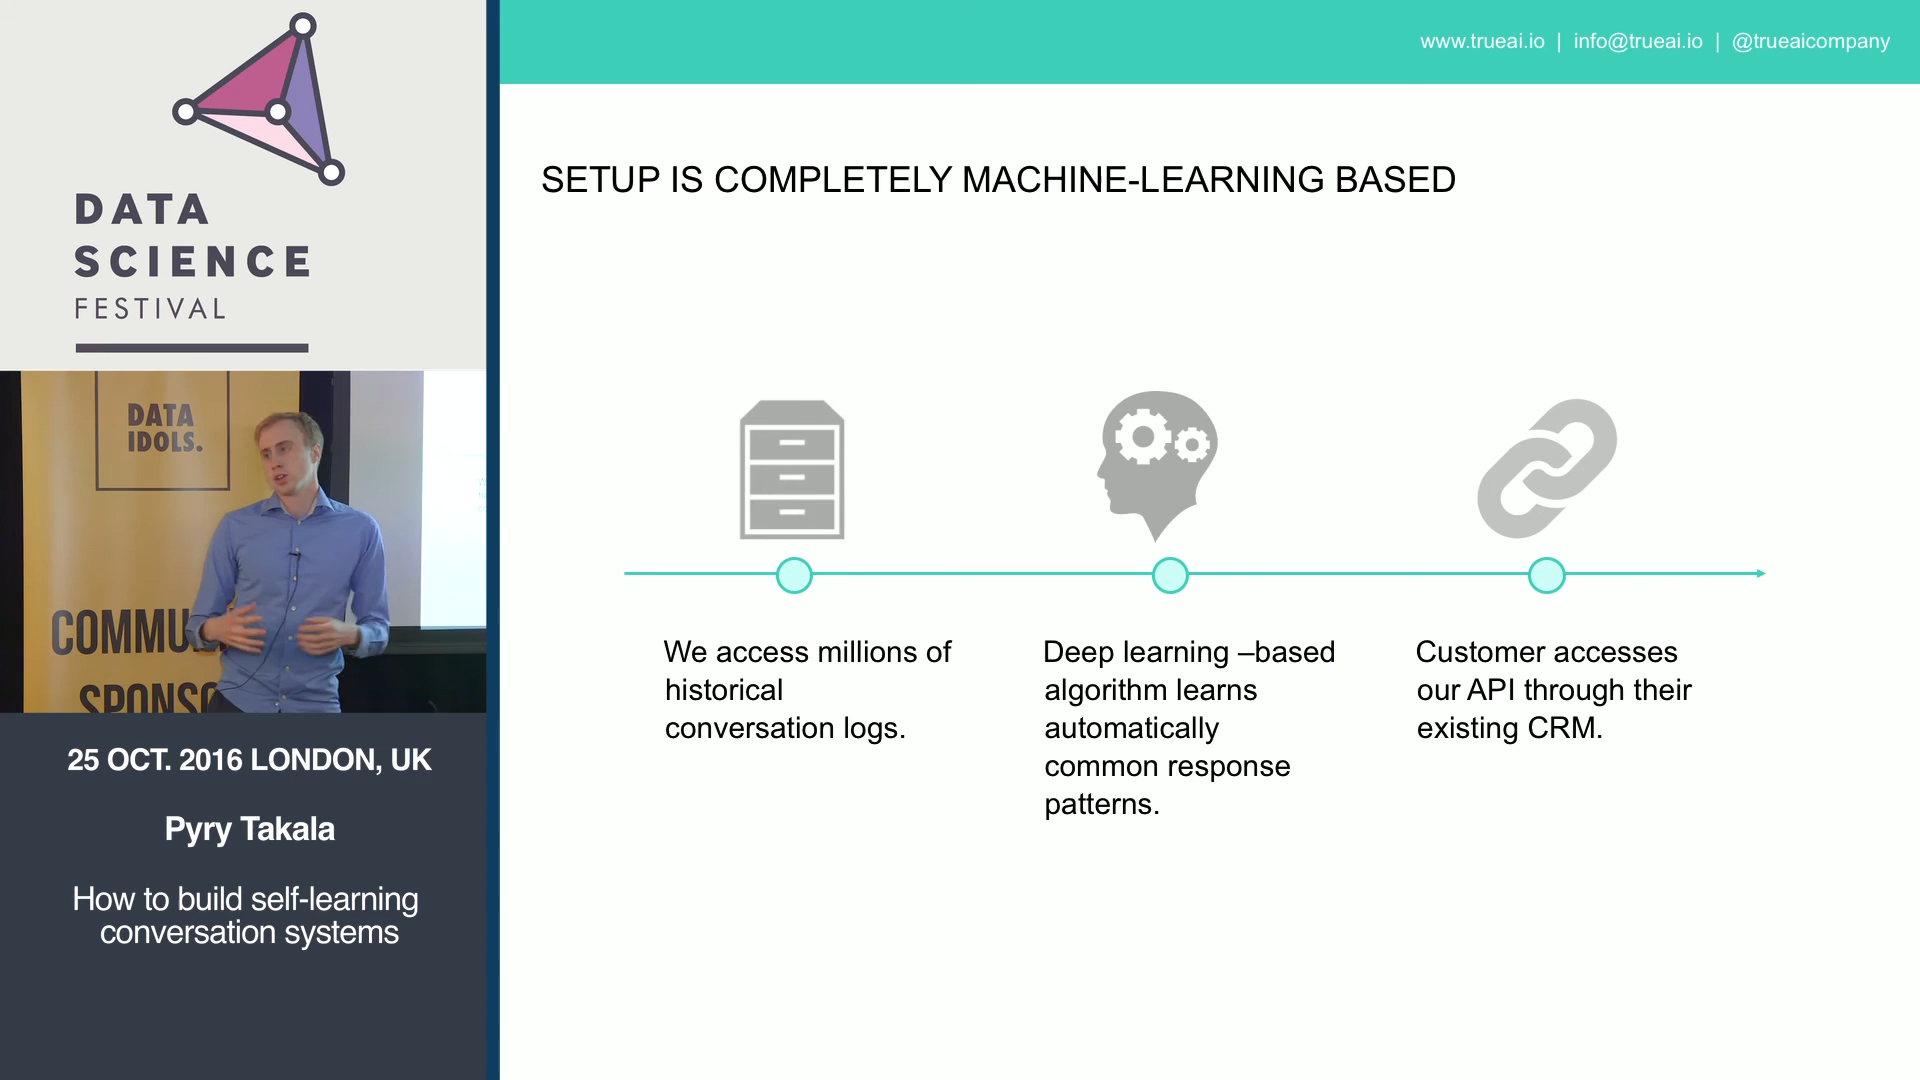 DATA
SCIENCE
FESTIVAL
DATA
IDOLS.
COMMU
SPONSO
25 OCT. 2016 LONDON, UK
Pyry Takala
How to build self-learning
conversation systems
www.trueai.io | info@trueai.io | @trueaicompany
SETUP IS COMPLETELY MACHINE-LEARNING BASED
We access millions of
historical
conversation logs.
Deep learning –based
algorithm learns
automatically
common response
patterns.
Customer accesses
our API through their
existing CRM.